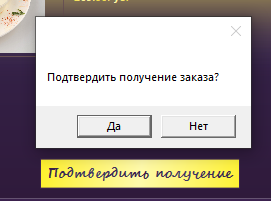 Подтвердить получение заказа?
Да
Нет
Подтвердить получение